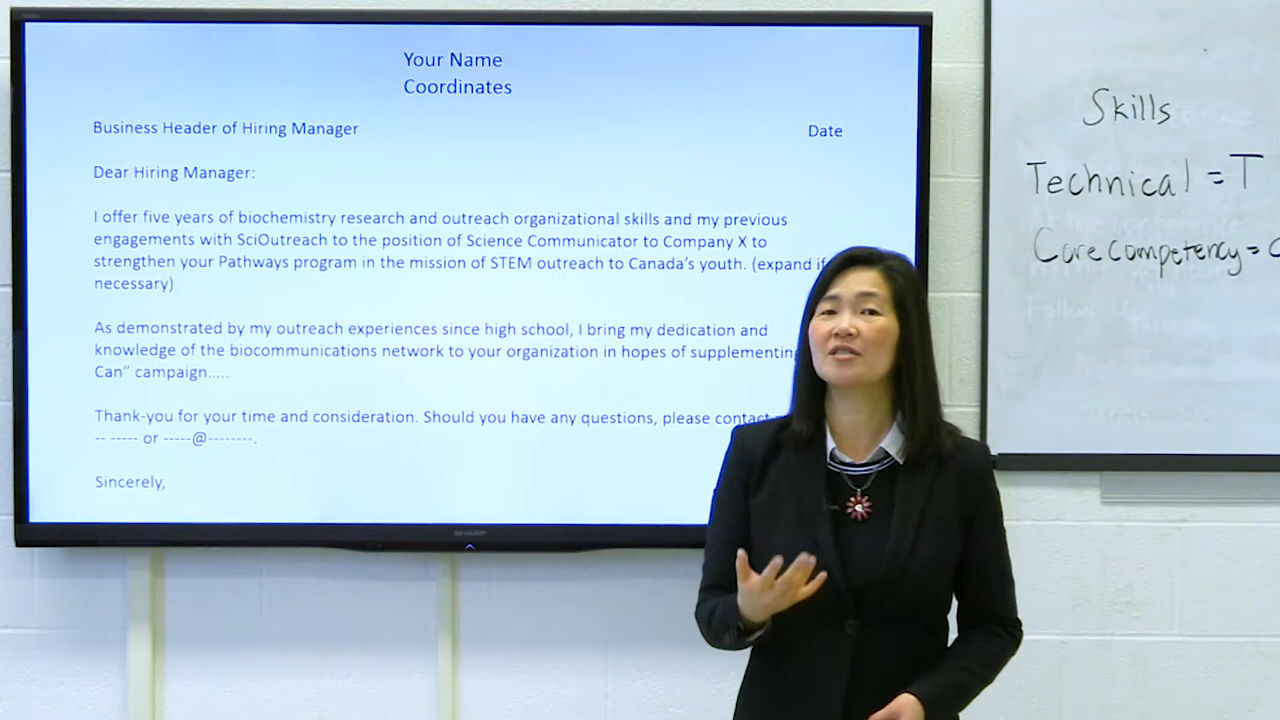 Your Name
Coordinates
Business Header of Hiring Manager
Date
Dear Hiring Manager:
I offer five years of biochemistry research and outreach organizational skills and my previous
engagements with SciOutreach to the position of Science Communicator to Company X to
strengthen your Pathways program in the mission of STEM outreach to Canada's youth. (expand if
necessary)
As demonstrated by my outreach experiences since high school, I bring my dedication and
knowledge of the biocommunications network to your organization in hopes of supplementing
Can" campaign.....
Thank-you for your time and consideration. Should you have any questions, please contact
-- ----- or -----@--------.
Sincerely,
SHARP
Skills
Technical = T
Core competency = C